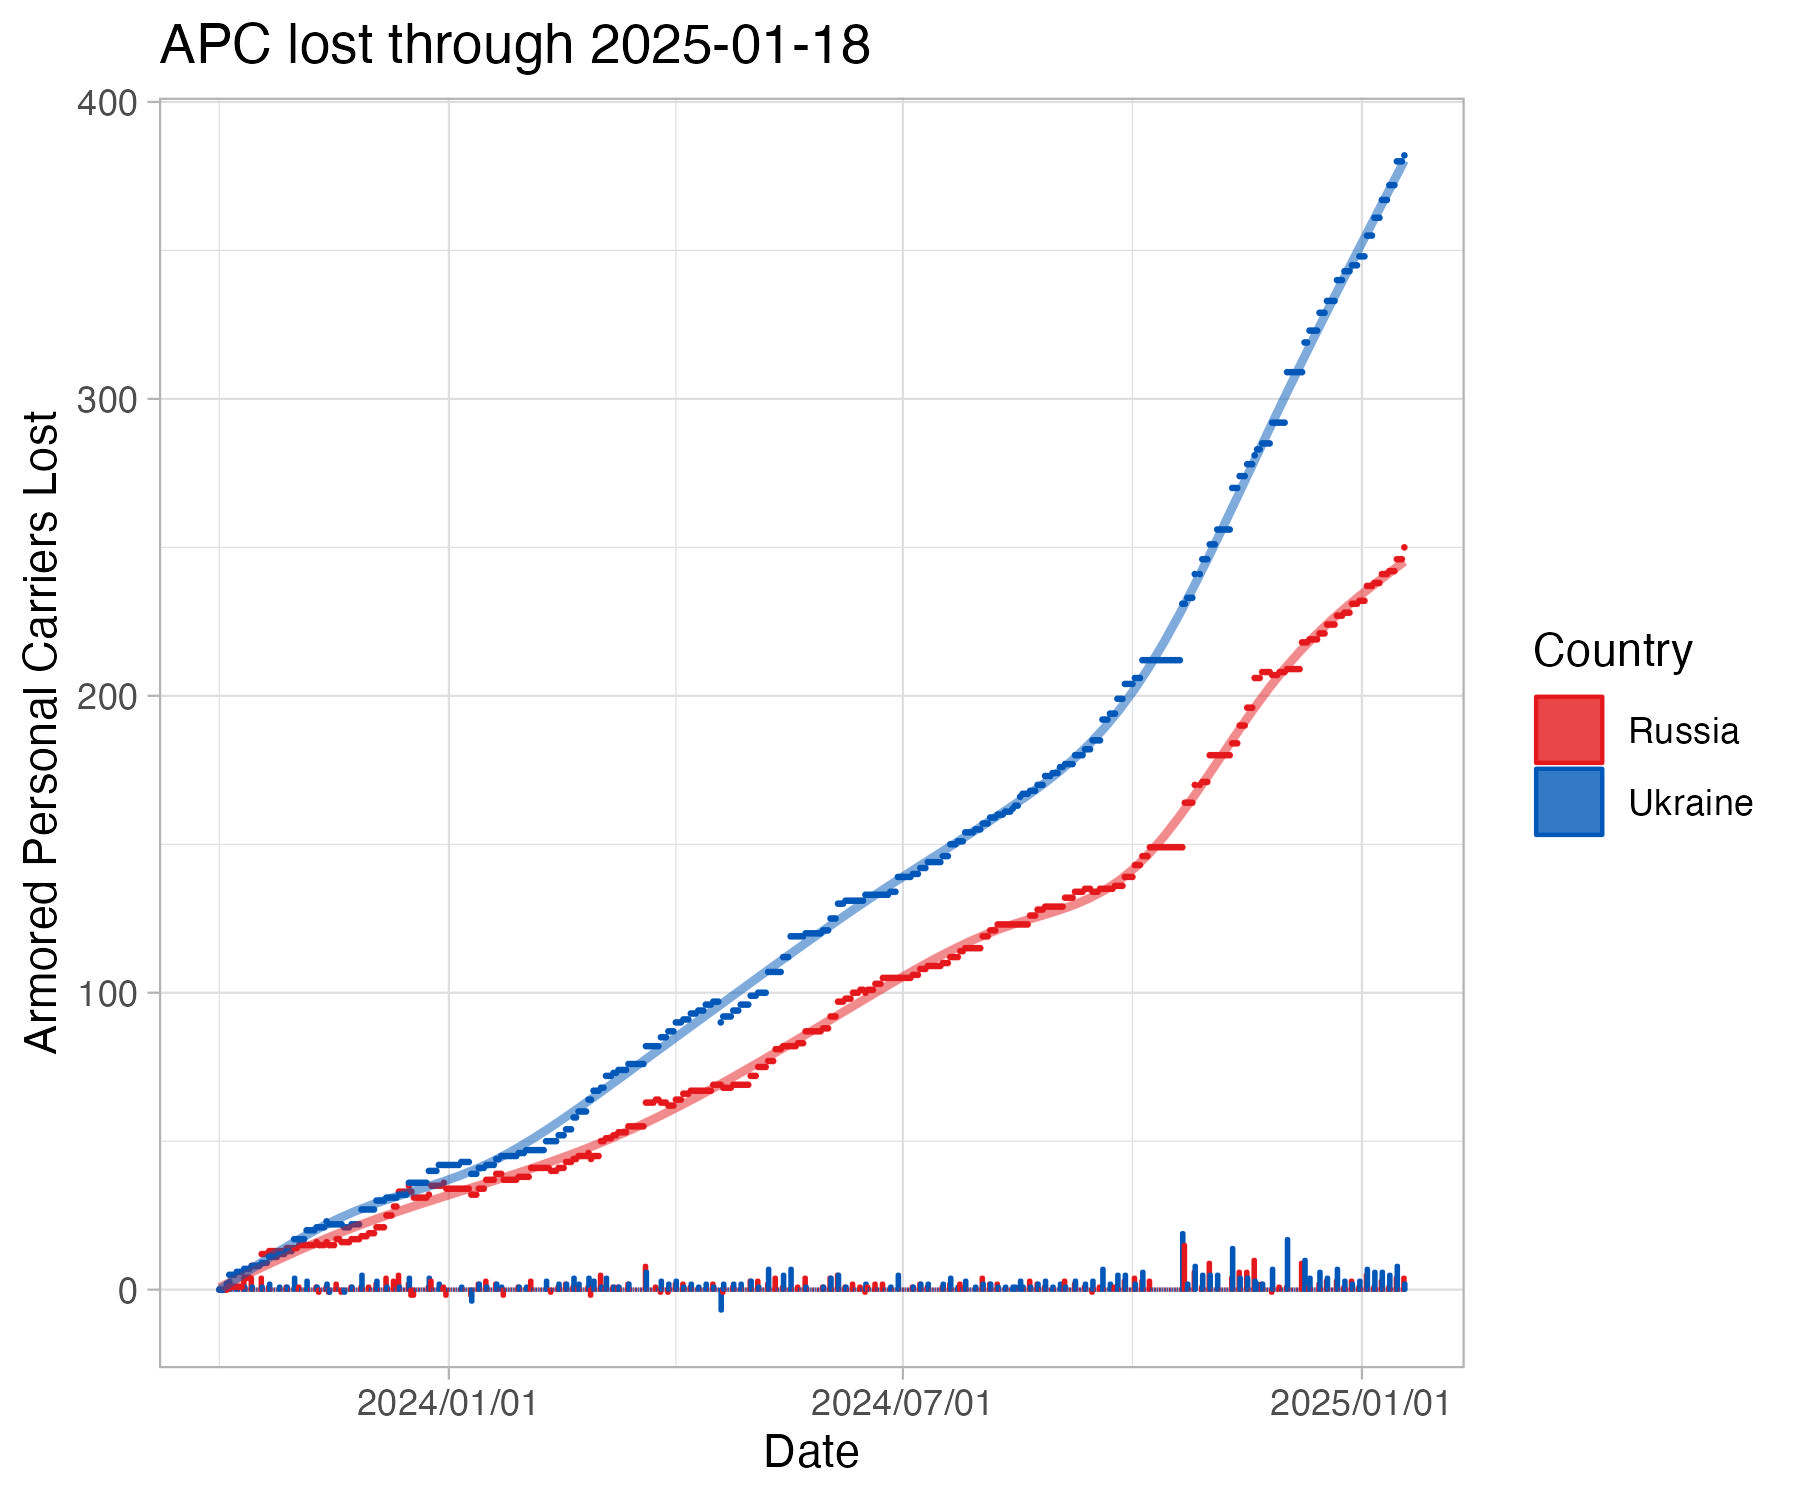 APC lost through 2025-01-18
Armored Personal Carriers Lost
400
300
200
100
0
2024/01/01
2024/07/01
2025/01/01
Date
Country
Russia
Ukraine